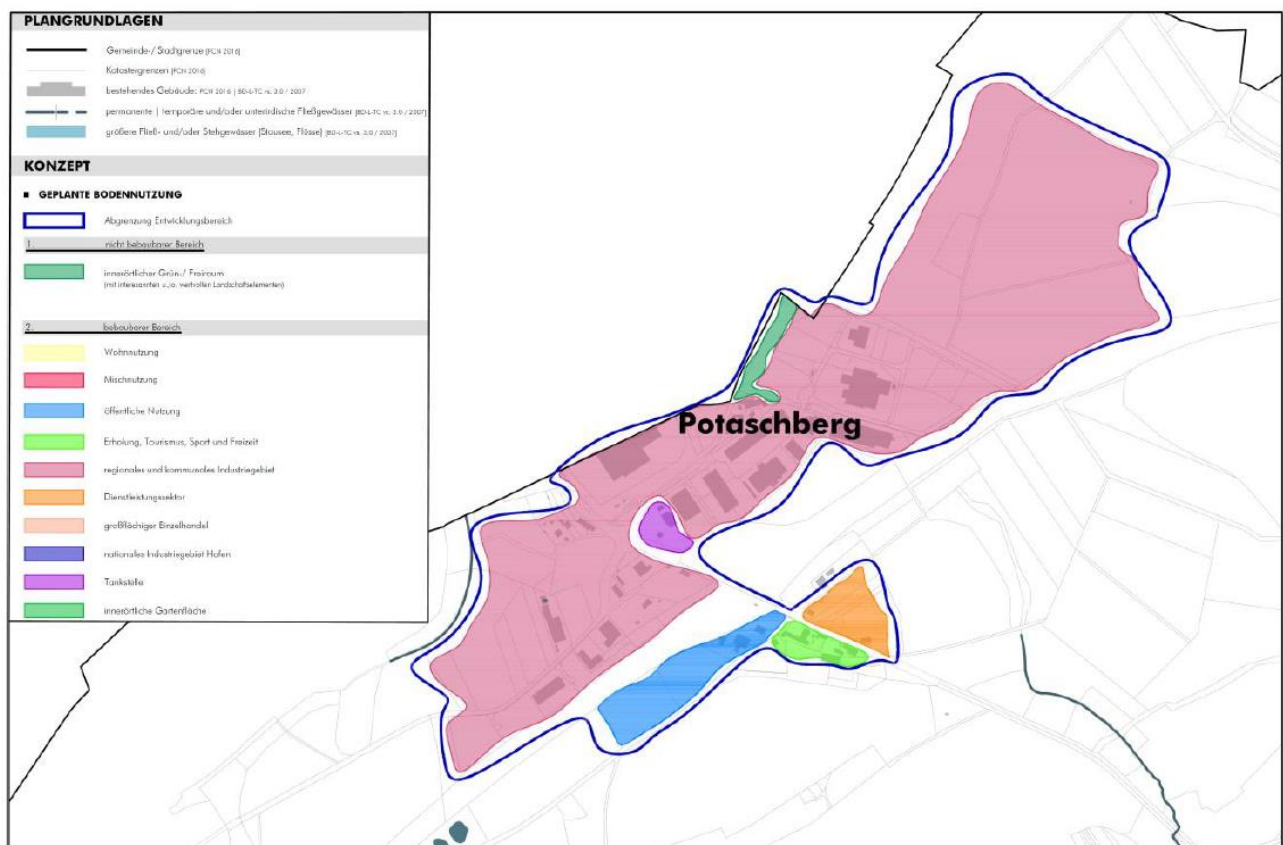 PLANGRUNDLAGEN
Gemeinde-/ Stadtgrenze [PCN 2016]
Katastergrenzen [PCN 2016]
bestehendes Gebäude: PCN 2016 | BD-L-TC vs. 3.0 / 2007
permanente | temporäre und/oder unterirdische Fließgewässer [BD-L-TC vs. 3.0 / 2007]
größere Fließ- und/oder Stehgewässer [Stausee, Flüsse] [BD-L-TC vs. 3.0 / 2007]
KONZEPT
GEPLANTE BODENNUTZUNG
Abgrenzung Entwicklungsbereich
1. nicht bebaubarer Bereich
innerörtlicher Grün-/ Freiraum
(mit interessanten u./o. wertvollen Landschaftselementen)
2. bebaubarer Bereich
Wohnnutzung
Mischnutzung
öffentliche Nutzung
Erholung, Tourismus, Sport und Freizeit
regionales und kommunales Industriegebiet
Dienstleistungssektor
großflächiger Einzelhandel
nationales Industriegebiet Hafen
Tankstelle
innerörtliche Gartenfläche
Potaschberg